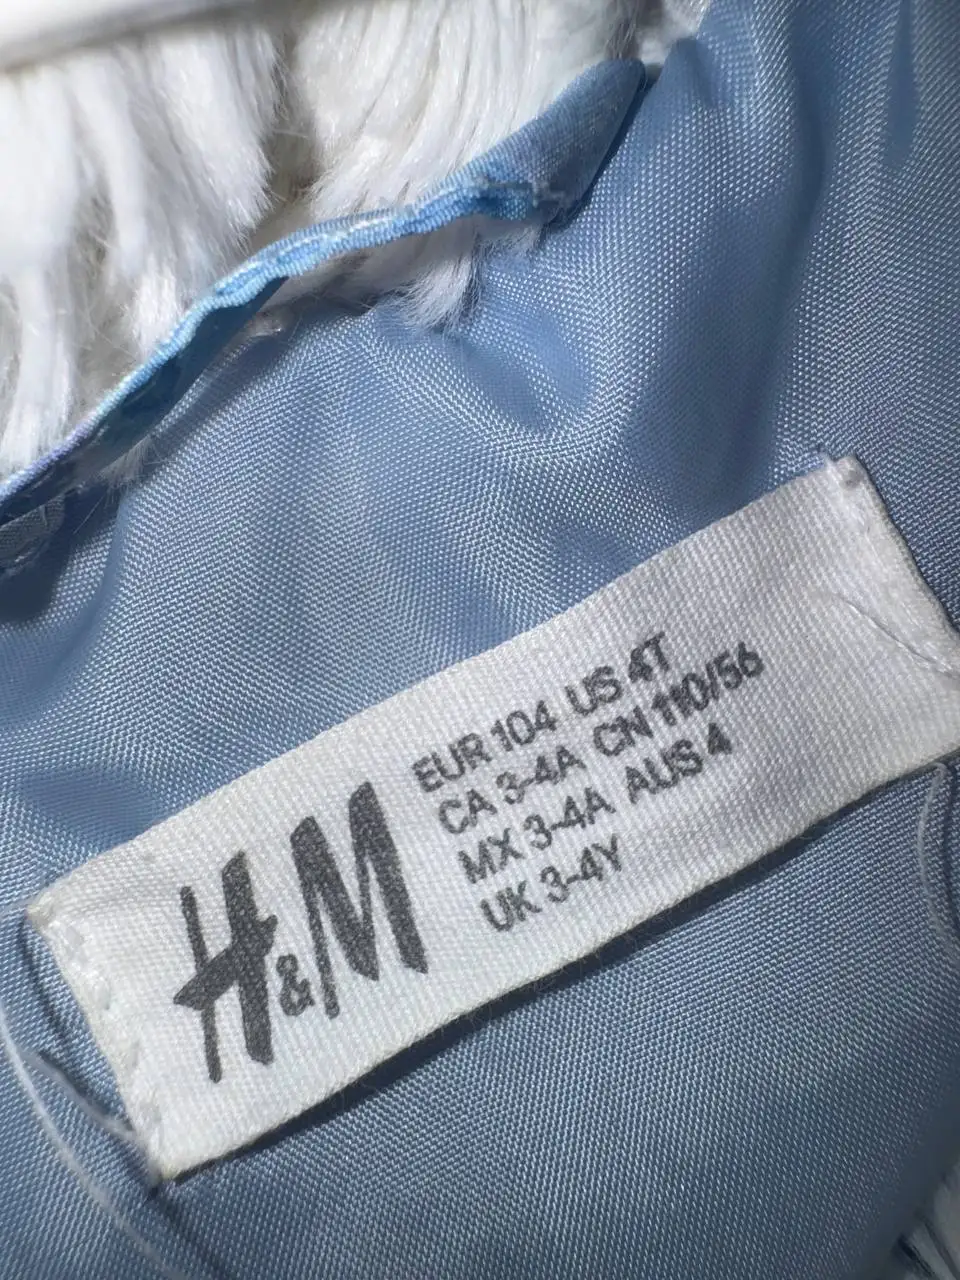 H&M
EUR 104 US 4T
CA 3-4A CN 110/56
MX 3-4A AUS 4
UK 3-4Y